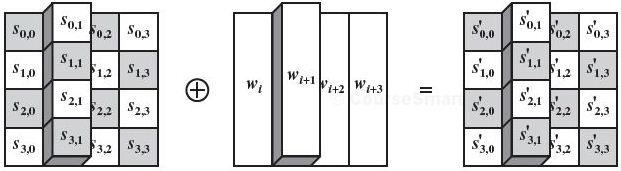 s0,0 s0,1 s0,2 s0,3 ⊕ wi wi+1 wi+2 wi+3 = s'0,0 s'0,1 s'0,2 s'0,3
s1,0 s1,1 s1,2 s1,3 s'1,0 s'1,1 s'1,2 s'1,3
s2,0 s2,1 s2,2 s2,3 s'2,0 s'2,1 s'2,2 s'2,3
s3,0 s3,1 s3,2 s3,3 s'3,0 s'3,1 s'3,2 s'3,3
© CourseSmart